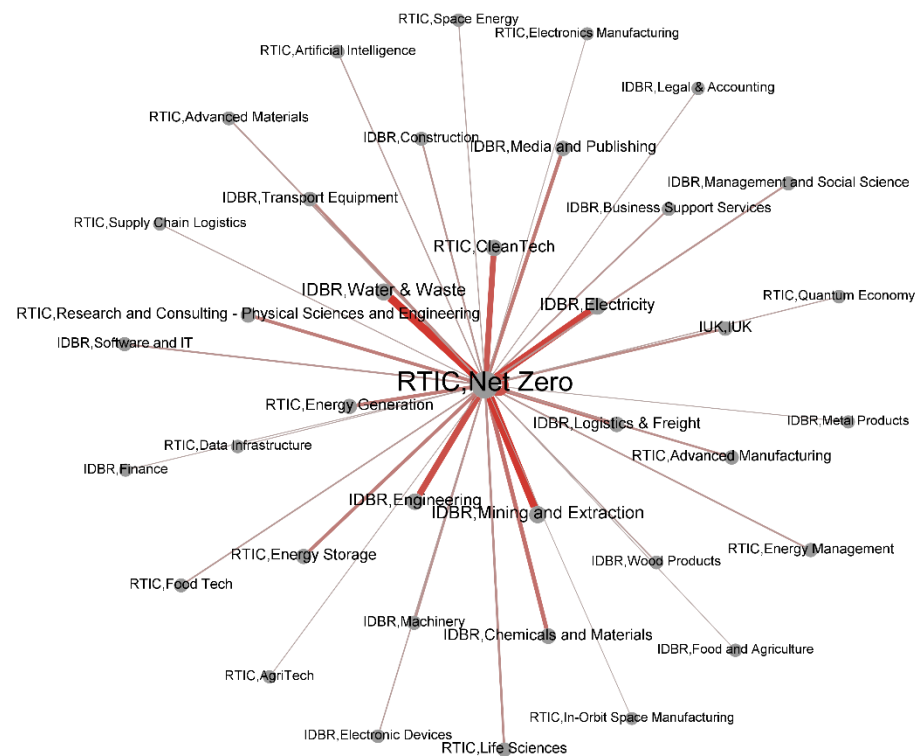 RTIC,Space Energy
RTIC,Electronics Manufacturing
RTIC,Artificial Intelligence
IDBR,Legal & Accounting
RTIC,Advanced Materials
IDBR,Construction
IDBR,Media and Publishing
IDBR,Management and Social Science
IDBR,Transport Equipment
IDBR,Business Support Services
RTIC,Supply Chain Logistics
RTIC,CleanTech
IDBR,Water & Waste
RTIC,Quantum Economy
IDBR,Electricity
RTIC,Research and Consulting - Physical Sciences and Engineering
IUK,IUK
IDBR,Software and IT
RTIC,Net Zero
RTIC,Energy Generation
IDBR,Metal Products
IDBR,Logistics & Freight
RTIC,Data Infrastructure
RTIC,Advanced Manufacturing
IDBR,Finance
IDBR,Engineering
IDBR,Mining and Extraction
RTIC,Energy Management
RTIC,Energy Storage
IDBR,Wood Products
RTIC,Food Tech
IDBR,Machinery
IDBR,Chemicals and Materials
IDBR,Food and Agriculture
RTIC,AgriTech
RTIC,In-Orbit Space Manufacturing
IDBR,Electronic Devices
RTIC,Life Sciences